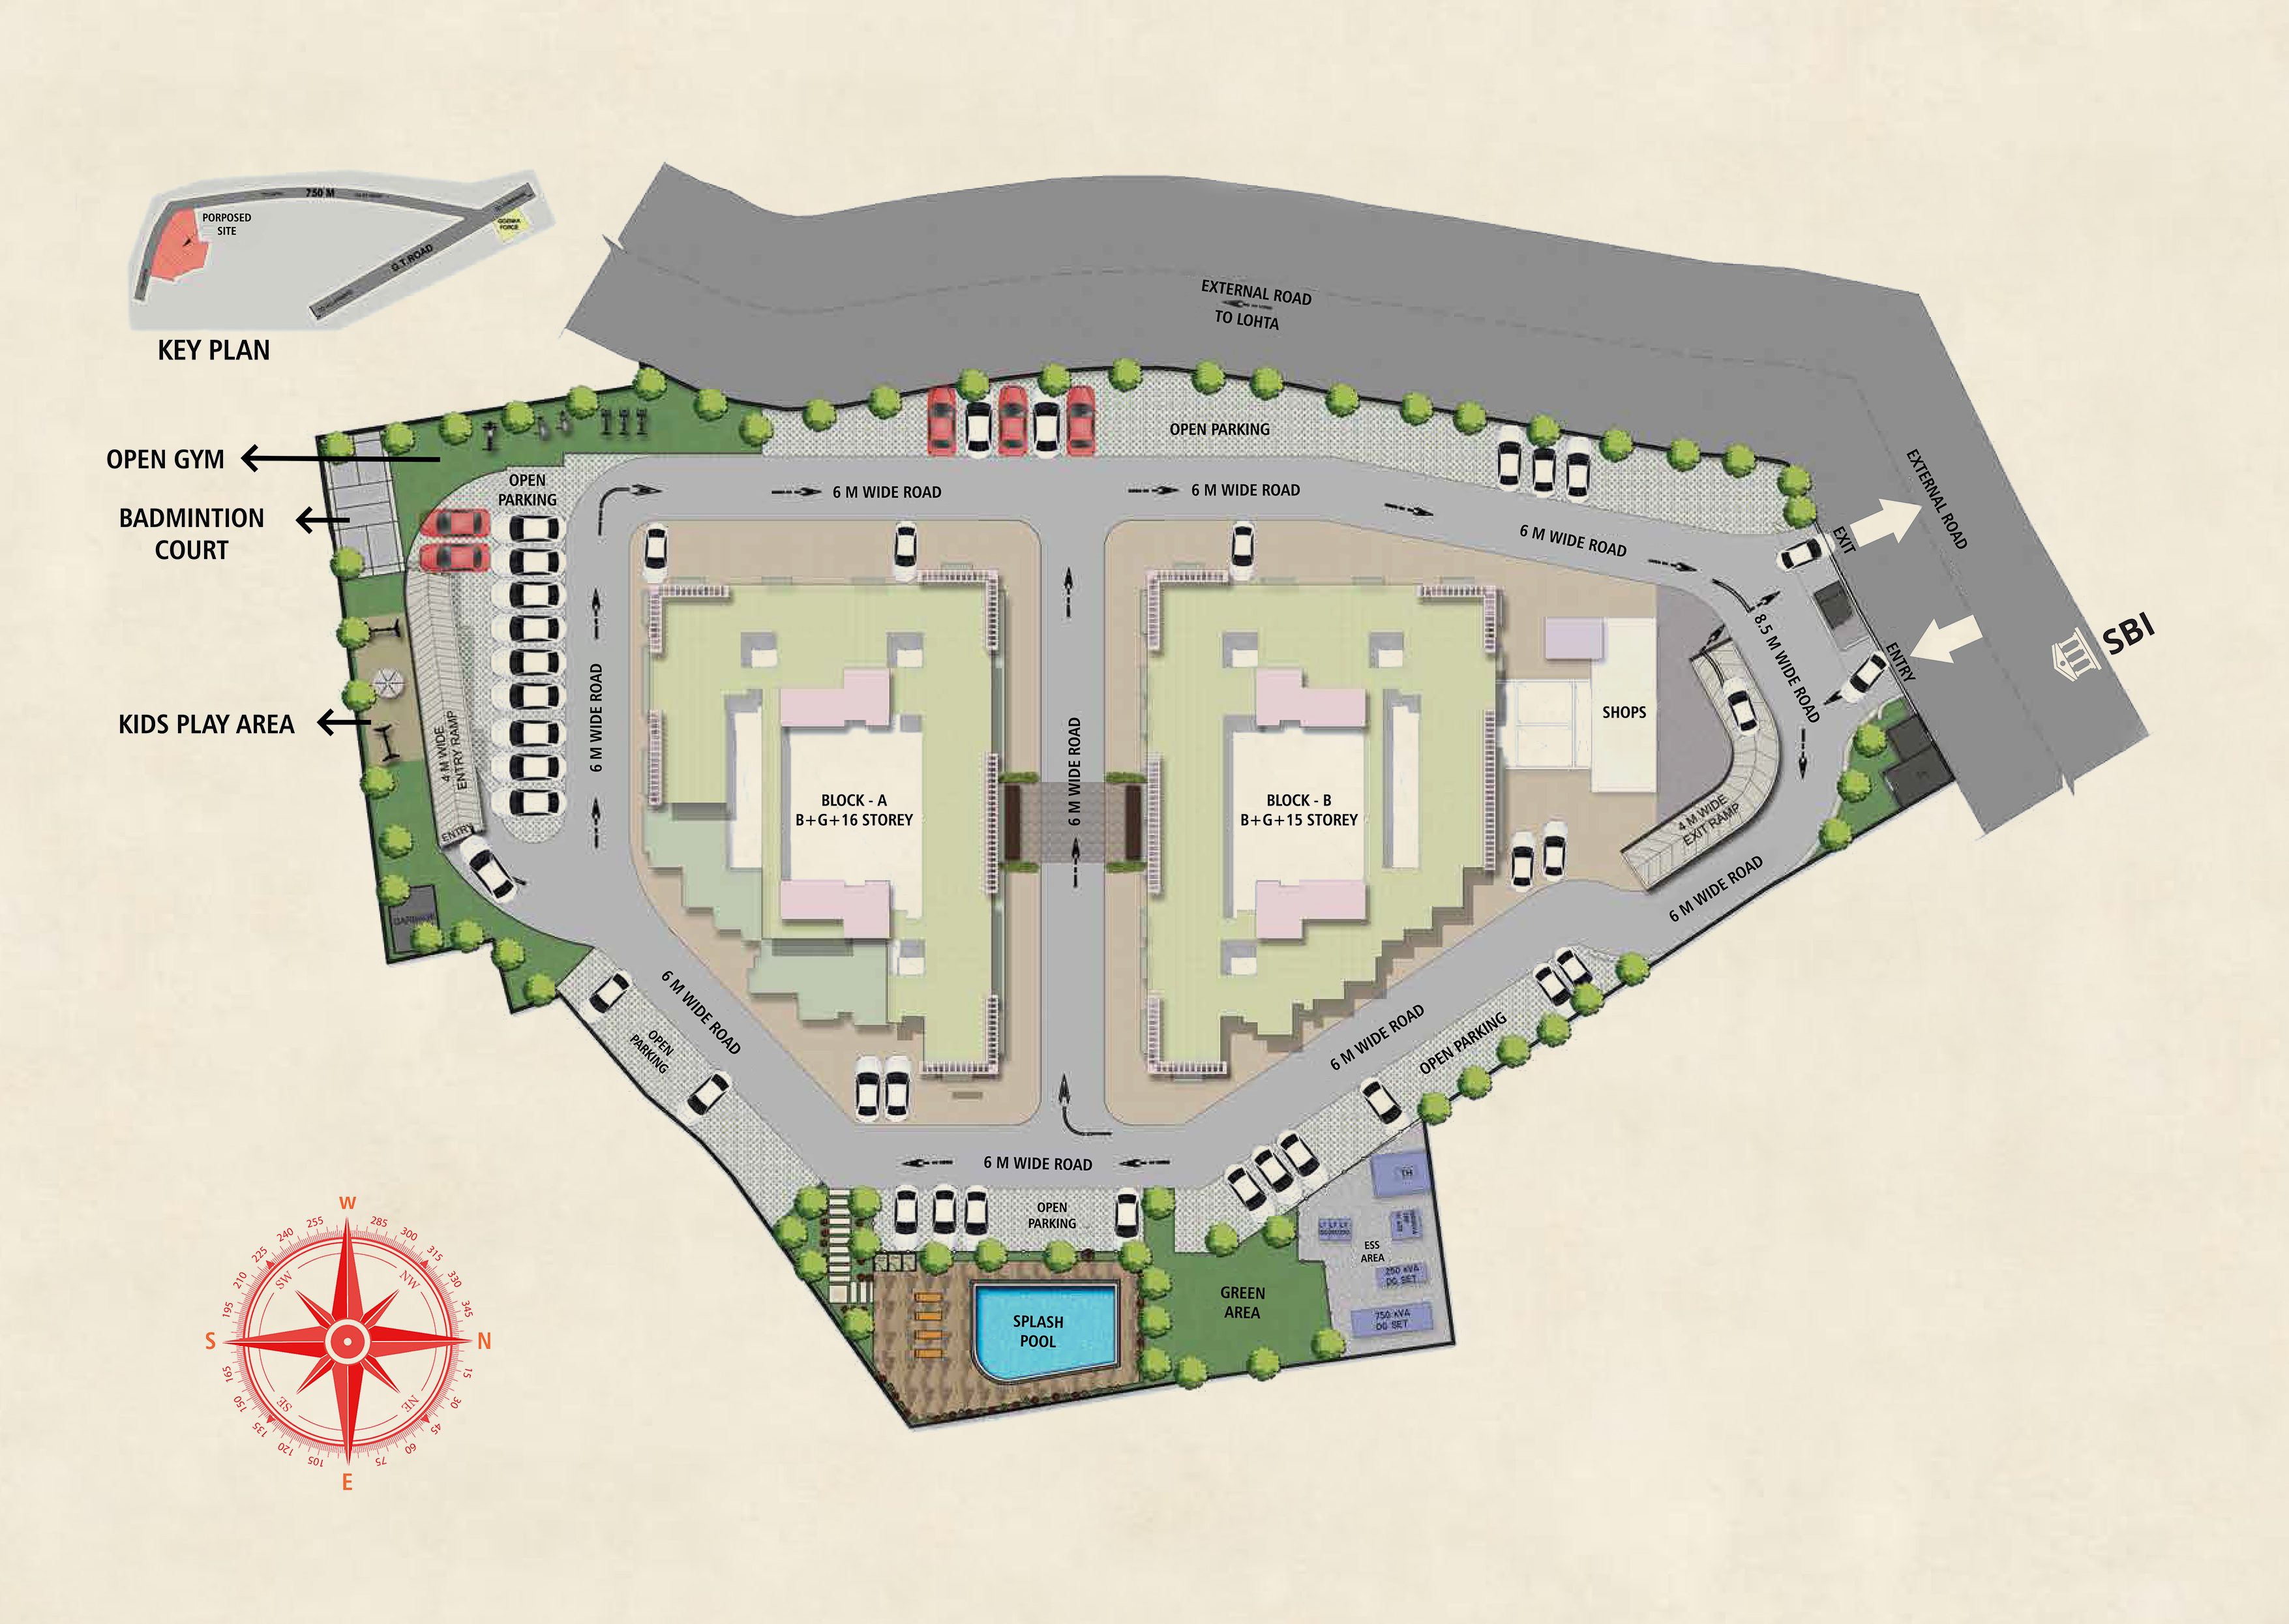 750 M
PORPOSED
SITE
G.T.ROAD
KEY PLAN
EXTERNAL ROAD
TO LOHTA
OPEN GYM
BADMINTION
COURT
KIDS PLAY AREA
OPEN
PARKING
OPEN PARKING
6 M WIDE ROAD
6 M WIDE ROAD
6 M WIDE ROAD
EXIT
EXTERNAL ROAD
ENTRY
SBI
8.5 M WIDE ROAD
6 M WIDE ROAD
4 M WIDE
ENTRY RAMP
ENTRY
6 M WIDE ROAD
SHOPS
BLOCK - A
B+G+16 STOREY
BLOCK - B
B+G+15 STOREY
4 M WIDE
EXIT RAMP
6 M WIDE ROAD
GARBAGE
6 M WIDE ROAD
OPEN
PARKING
6 M WIDE ROAD
OPEN PARKING
6 M WIDE ROAD
OPEN
PARKING
TH
LT LT LT
ESS
AREA
250 KVA
DG SET
750 KVA
DG SET
GREEN
AREA
SPLASH
POOL
W
255
285
240
300
225
315
210
330
195
345
SW
NW
S
N
165
15
150
30
135
45
120
60
105
75
SE
NE
E